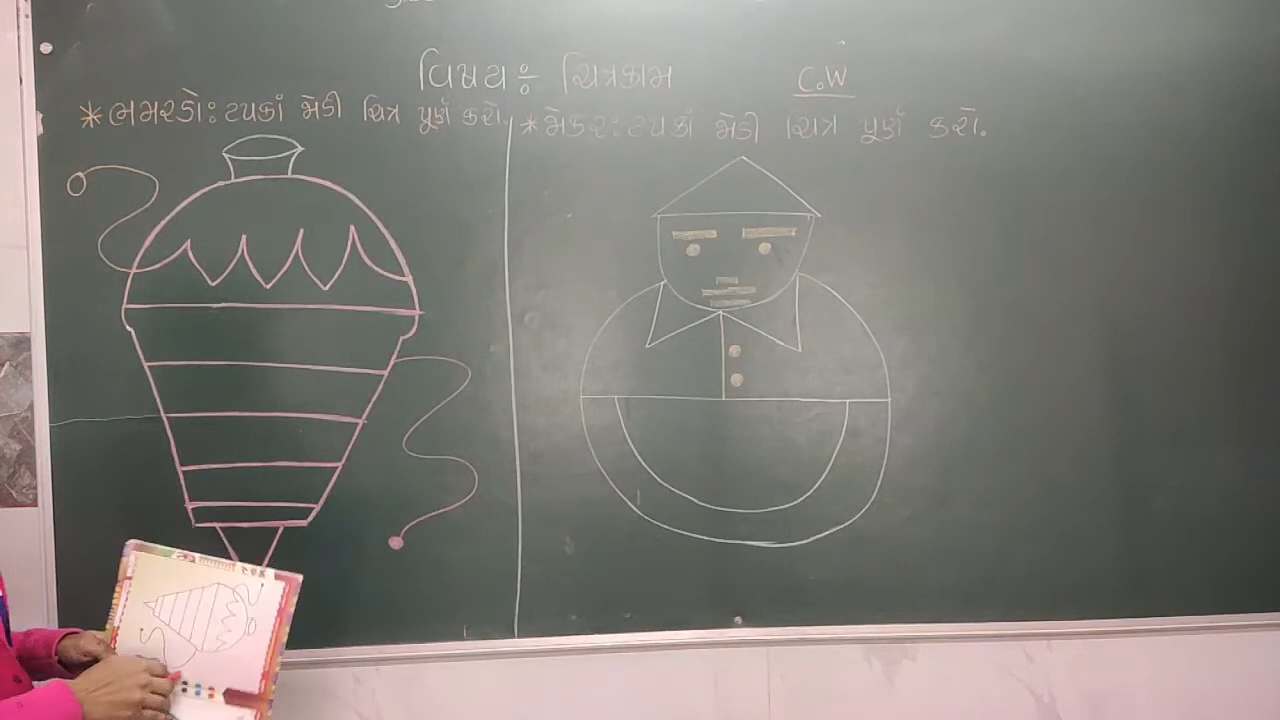 વિષય ÷ ચિત્રકામ
C.W
*ભમરડો : ટપકાં જોડી ચિત્ર પૂર્ણ કરો.
*જોકર : ટપકાં જોડી ચિત્ર પૂર્ણ કરો.